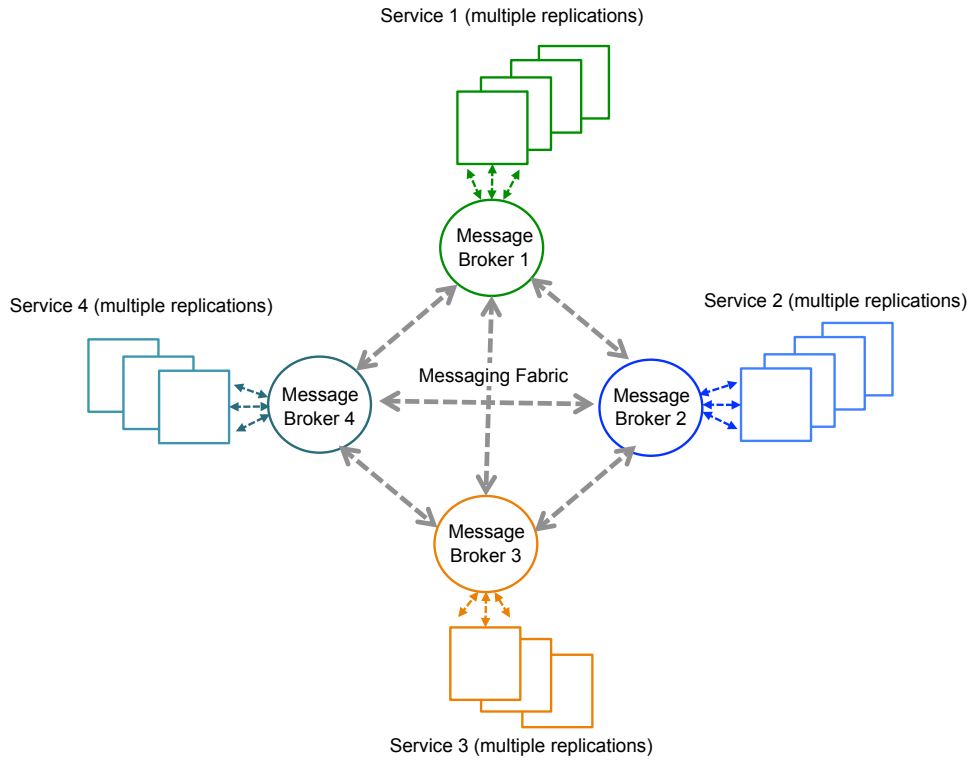 Service 1 (multiple replications)
Message
Broker 1
Service 4 (multiple replications)
Service 2 (multiple replications)
Messaging Fabric
Message
Broker 4
Message
Broker 2
Message
Broker 3
Service 3 (multiple replications)